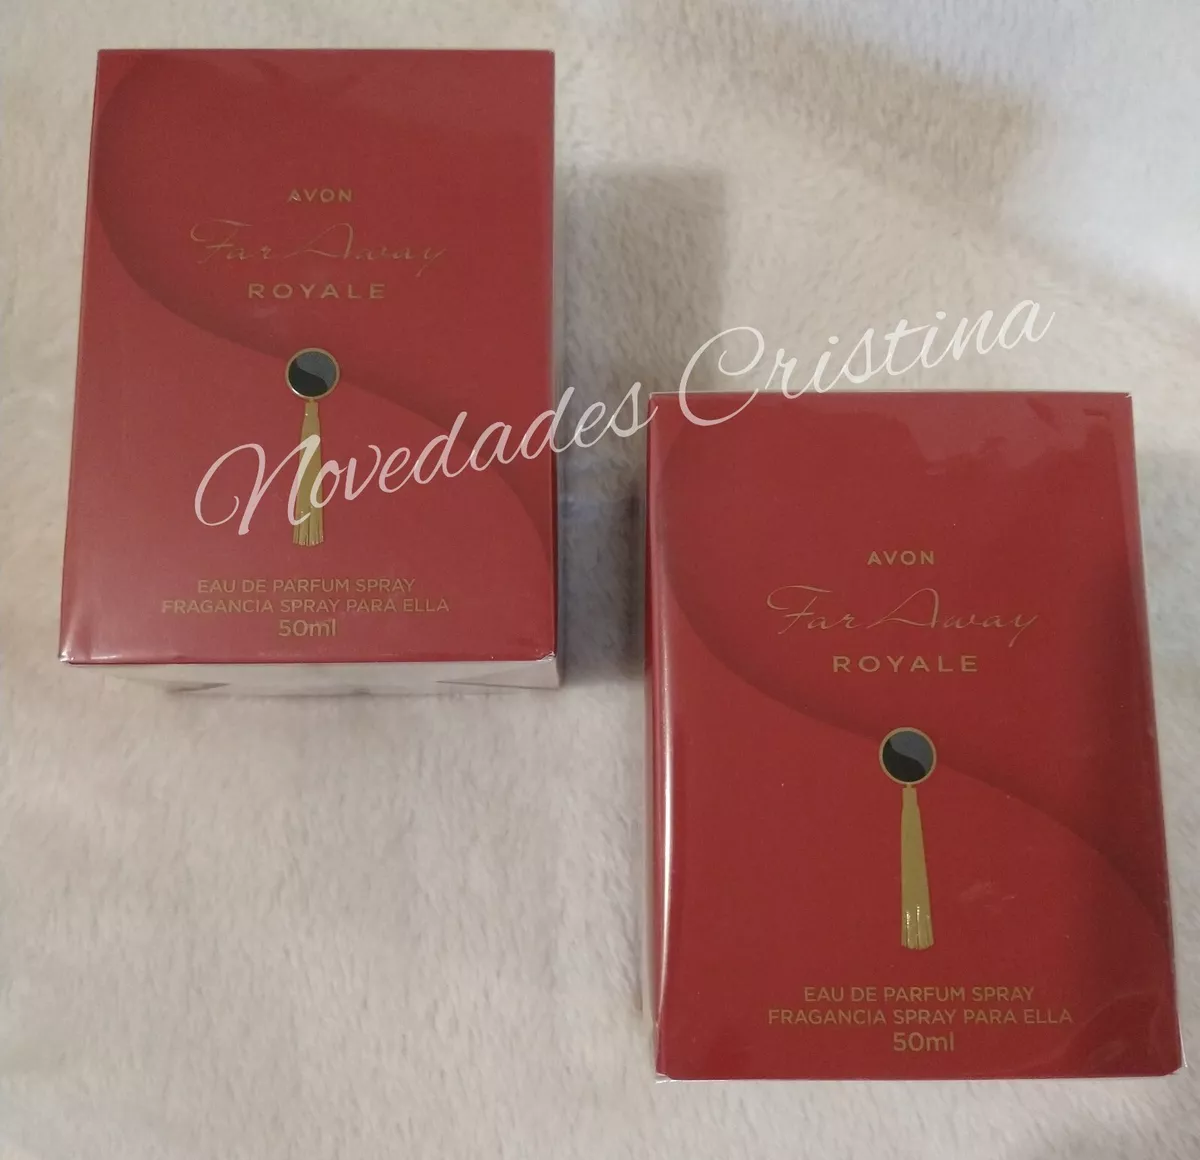 AVON
Far Away
ROYALE
EAU DE PARFUM SPRAY
FRAGANCIA SPRAY PARA ELLA
50ml
Novedades Cristina
AVON
Far Away
ROYALE
EAU DE PARFUM SPRAY
FRAGANCIA SPRAY PARA ELLA
50ml